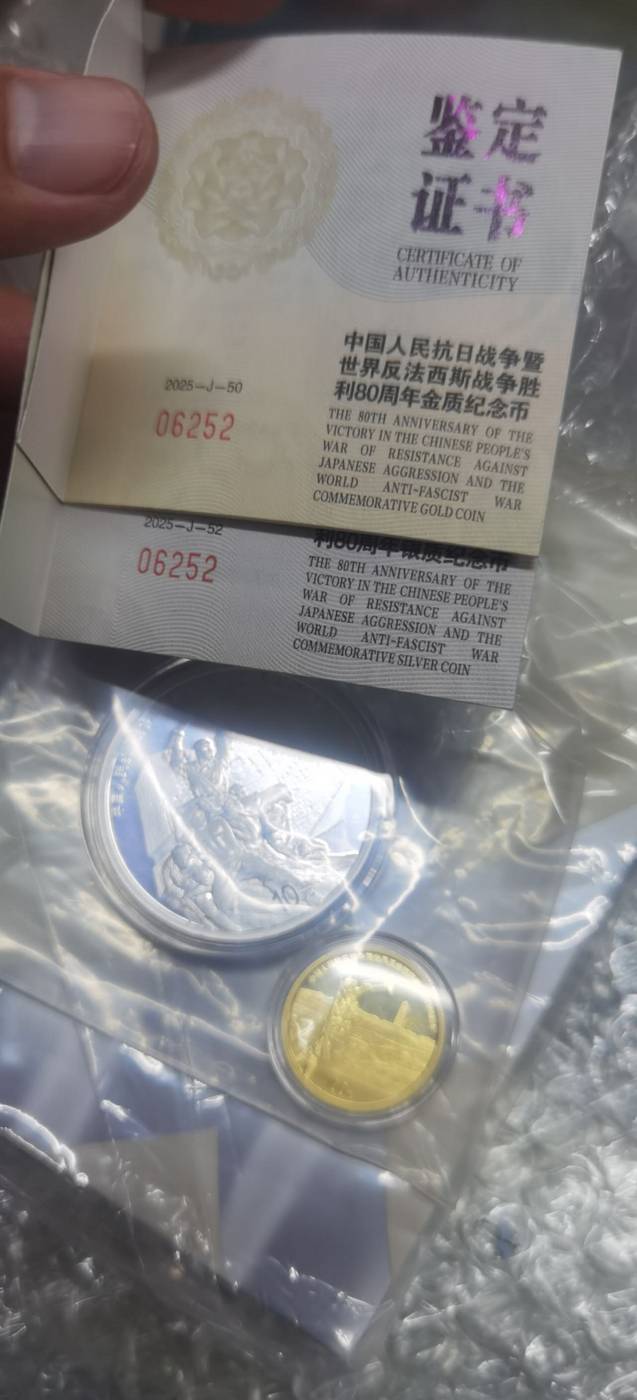 鉴定
证书
CERTIFICATE OF
AUTHENTICITY
中国人民抗日战争暨
世界反法西斯战争胜
利80周年金质纪念币
THE 80TH ANNIVERSARY OF THE
VICTORY IN THE CHINESE PEOPLE'S
WAR OF RESISTANCE AGAINST
JAPANESE AGGRESSION AND THE
WORLD ANTI-FASCIST WAR
COMMEMORATIVE GOLD COIN
2025-J-50
06252
利80周年银质纪念币
THE 80TH ANNIVERSARY OF THE
VICTORY IN THE CHINESE PEOPLE'S
WAR OF RESISTANCE AGAINST
JAPANESE AGGRESSION AND THE
WORLD ANTI-FASCIST WAR
COMMEMORATIVE SILVER COIN
2025-J-52
06252